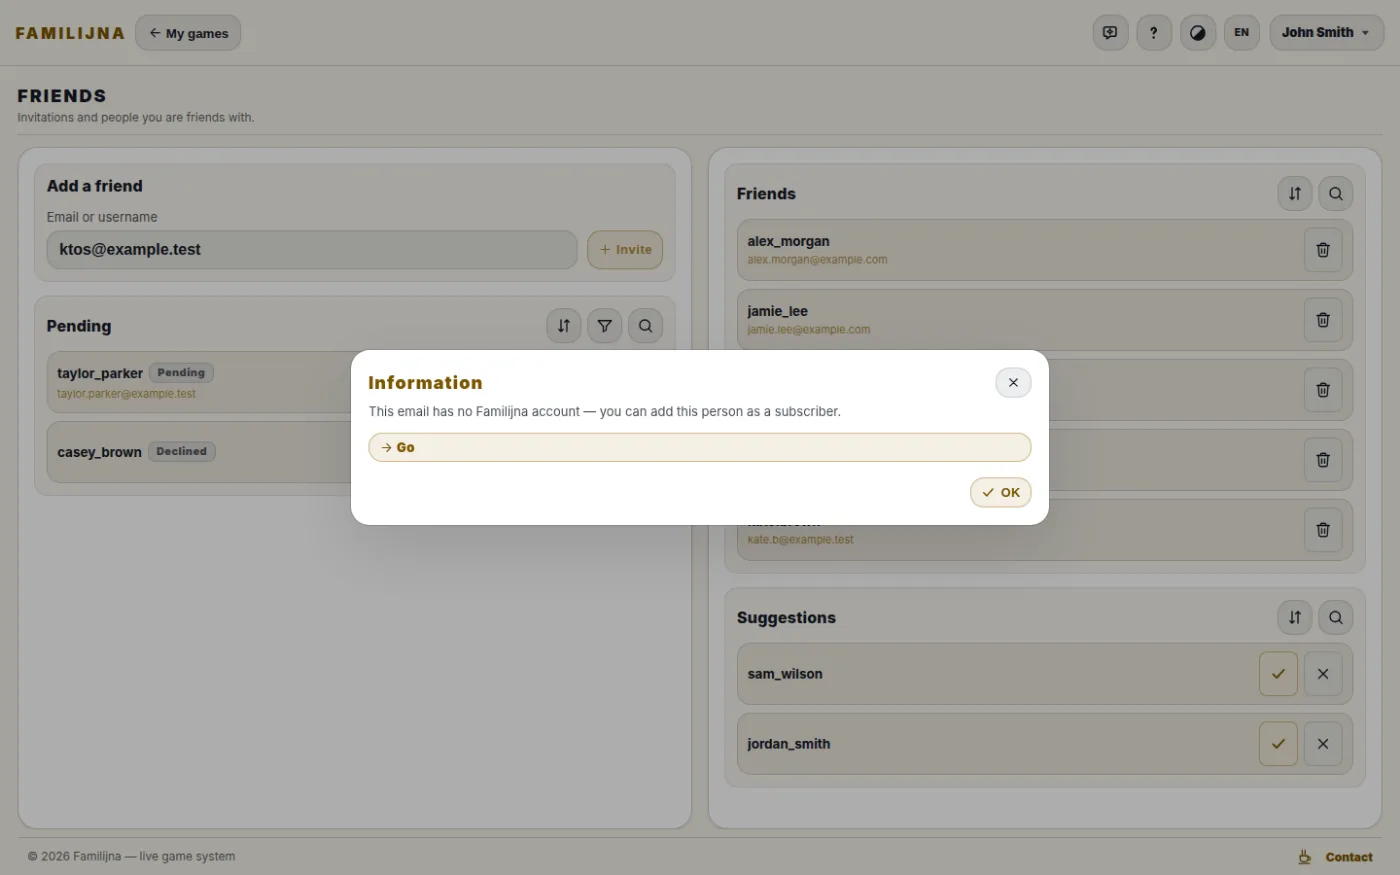 FAMILIJNA
My games
?
EN
John Smith
FRIENDS
Invitations and people you are friends with.
Add a friend
Email or username
ktos@example.test
+ Invite
Pending
taylor_parker
Pending
taylor.parker@example.test
casey_brown
Declined
Friends
alex_morgan
alex.morgan@example.com
jamie_lee
jamie.lee@example.com
kate.b@example.test
Information
This email has no Familijna account — you can add this person as a subscriber.
Go
OK
Suggestions
sam_wilson
jordan_smith
© 2026 Familijna — live game system
Contact